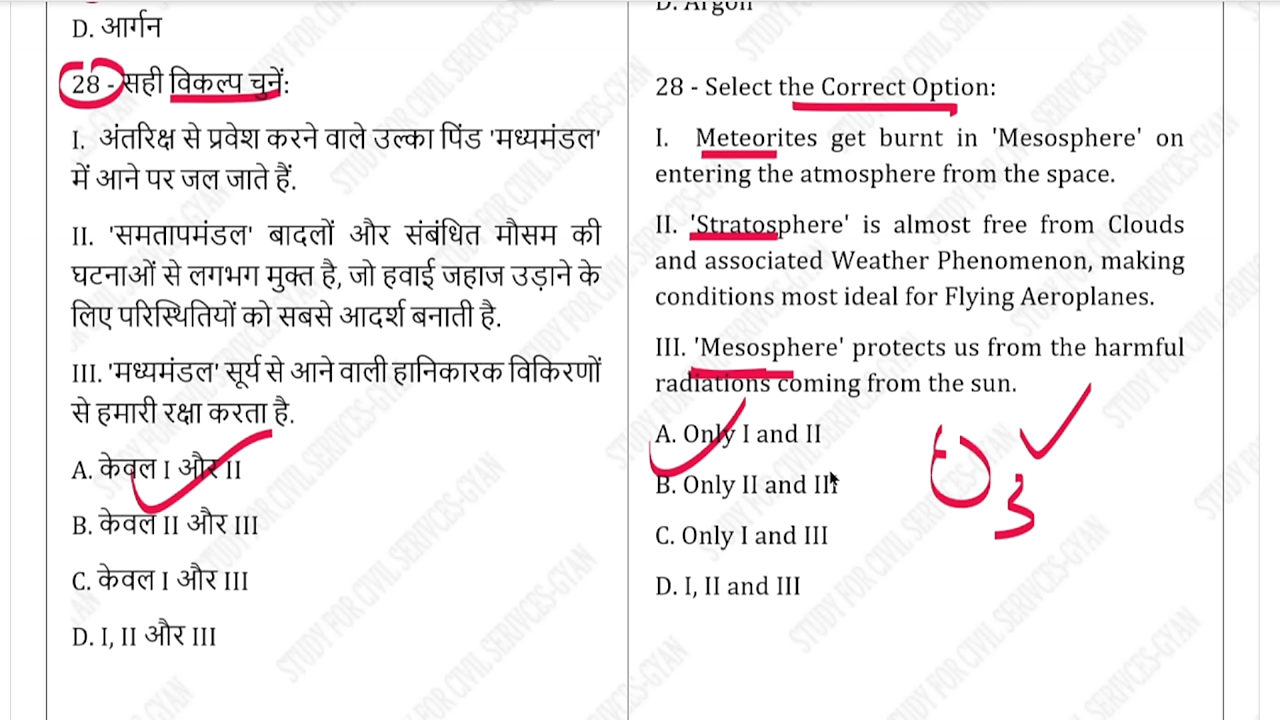 D. आर्गन
28 - सही विकल्प चुनें:
I. अंतरिक्ष से प्रवेश करने वाले उल्का पिंड 'मध्यमंडल'
में आने पर जल जाते हैं.
II. 'समतापमंडल' बादलों और संबंधित मौसम की
घटनाओं से लगभग मुक्त है, जो हवाई जहाज उड़ाने के
लिए परिस्थितियों को सबसे आदर्श बनाती है.
III. 'मध्यमंडल' सूर्य से आने वाली हानिकारक विकिरणों
से हमारी रक्षा करता है.
A. केवल I और II
B. केवल II और III
C. केवल I और III
D. I, II और III
D. Argon
28 - Select the Correct Option:
I. Meteorites get burnt in 'Mesosphere' on
entering the atmosphere from the space.
II. 'Stratosphere' is almost free from Clouds
and associated Weather Phenomenon, making
conditions most ideal for Flying Aeroplanes.
III. 'Mesosphere' protects us from the harmful
radiations coming from the sun.
A. Only I and II
B. Only II and III
C. Only I and III
D. I, II and III
O3
STUDY FOR CIVIL SERIVCES-GYAN